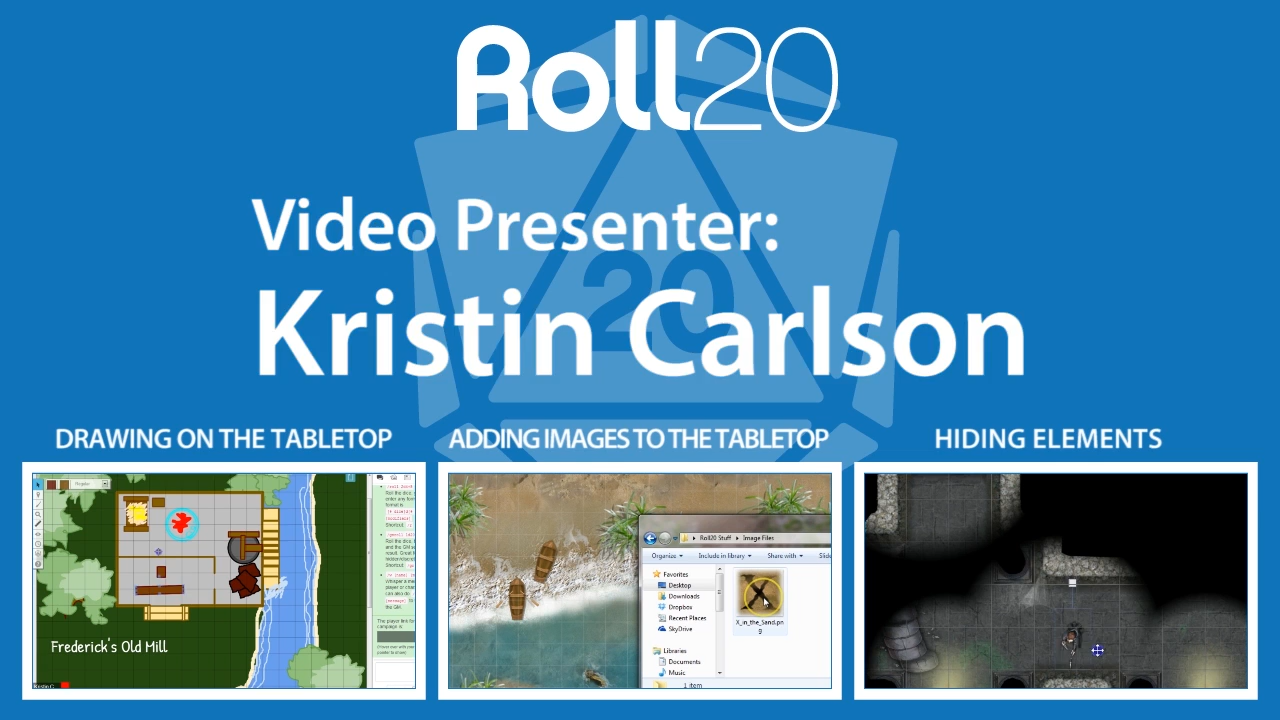 Roll20
20
Video Presenter:
Kristin Carlson
DRAWING ON THE TABLETOP
ADDING IMAGES TO THE TABLETOP
HIDING ELEMENTS
Regular
Frederick's Old Mill
Roll20 Stuff
Image Files
Organize
Include in library
Share with
Favorites
Desktop
Downloads
Dropbox
Recent Places
SkyDrive
Libraries
Documents
Music
X_in_the_Sand.pn
g
1 item